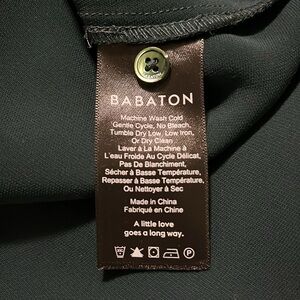 BABATON
Machine Wash Cold
Gentle Cycle, No Bleach,
Tumble Dry Low, Low Iron,
Or Dry Clean
Laver à La Machine à
L'eau Froide Au Cycle Délicat,
Pas De Blanchiment,
Sécher à Basse Température,
Repasser à Basse Température,
Ou Nettoyer à Sec
Made in China
Fabriqué en Chine
A little love
goes a long way.
P